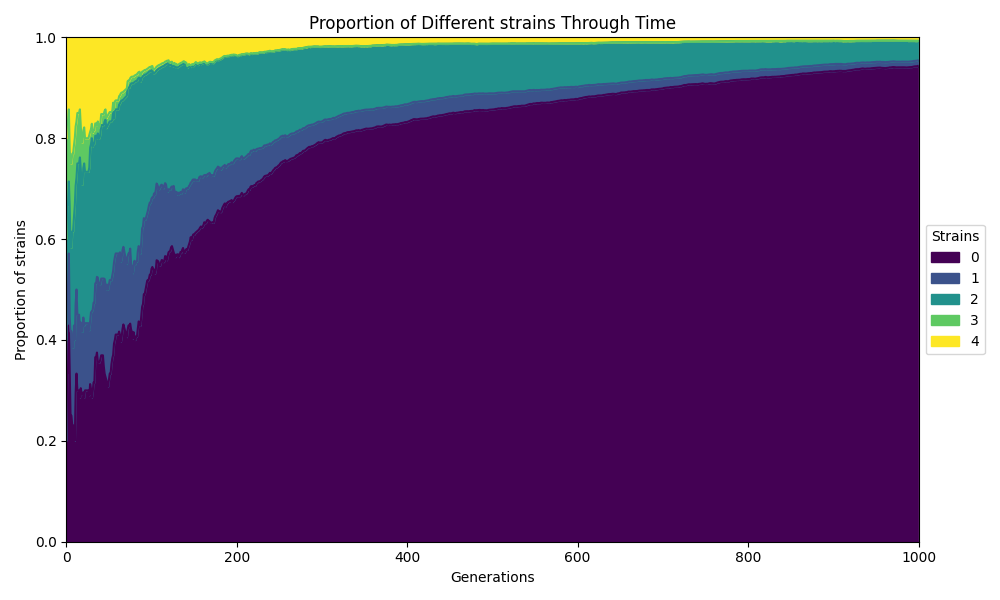 Proportion of Different strains Through Time
1.0
0.8
0.6
0.4
0.2
0.0
Proportion of strains
0 200 400 600 800 1000
Generations
Strains
0
1
2
3
4